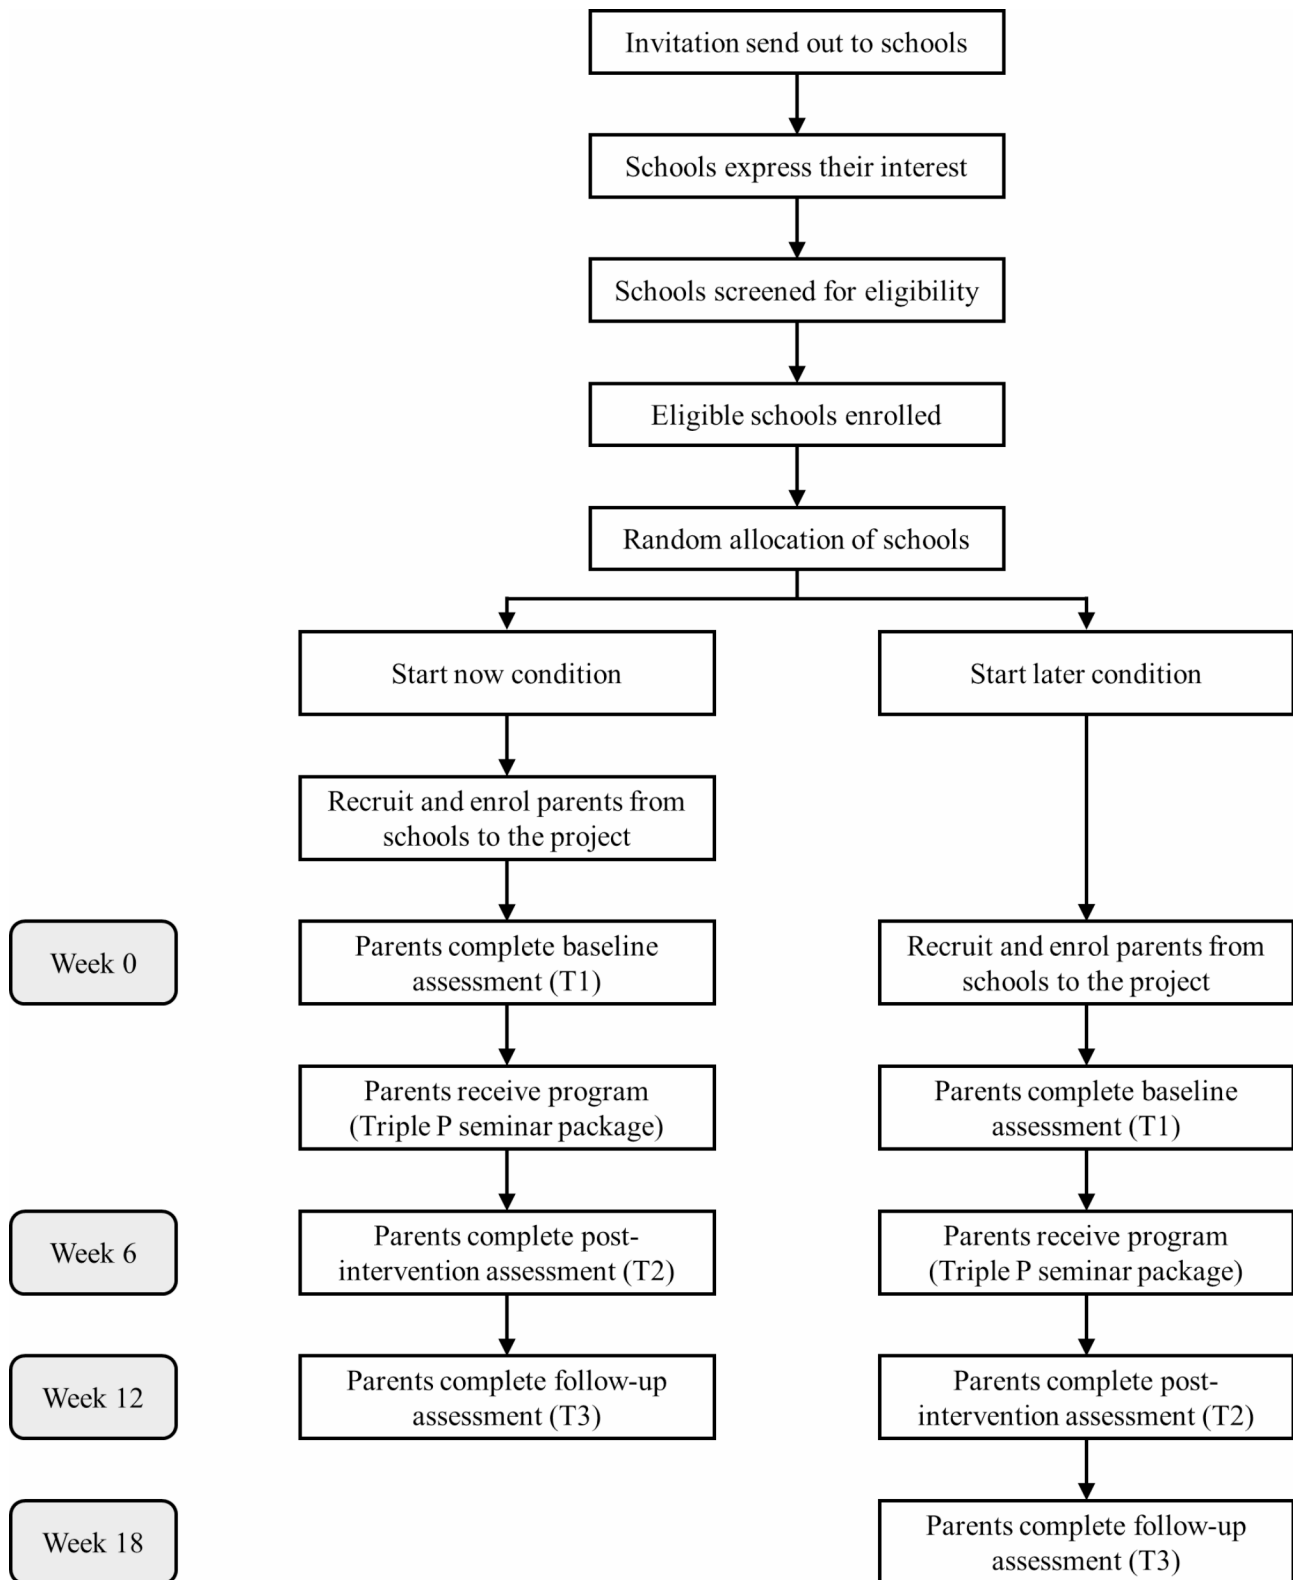 Invitation send out to schools
Schools express their interest
Schools screened for eligibility
Eligible schools enrolled
Random allocation of schools
Start now condition
Start later condition
Recruit and enrol parents from
schools to the project
Week 0
Parents complete baseline
assessment (T1)
Recruit and enrol parents from
schools to the project
Parents receive program
(Triple P seminar package)
Parents complete baseline
assessment (T1)
Week 6
Parents complete post-
intervention assessment (T2)
Parents receive program
(Triple P seminar package)
Week 12
Parents complete follow-up
assessment (T3)
Parents complete post-
intervention assessment (T2)
Week 18
Parents complete follow-up
assessment (T3)